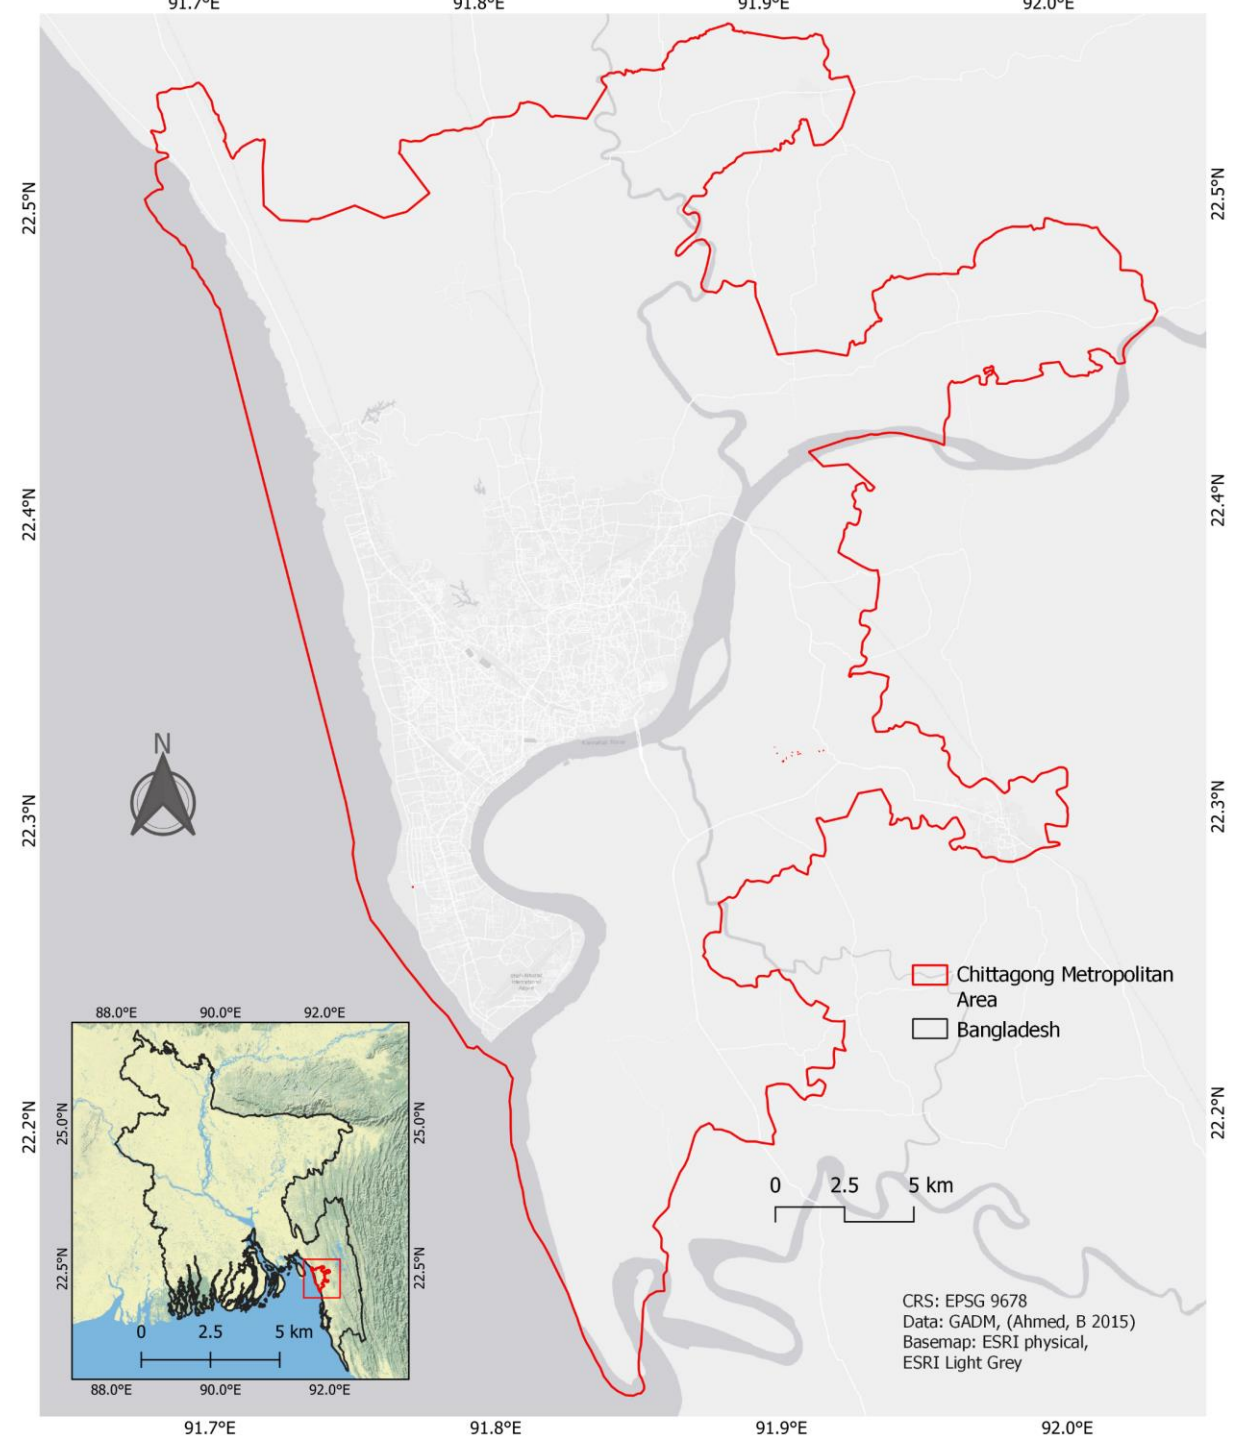 91.7°E 91.8°E 91.9°E 92.0°E
22.5°N
22.5°N
22.4°N
22.4°N
N
22.3°N
22.3°N
Chittagong Metropolitan
Area
Bangladesh
88.0°E 90.0°E 92.0°E
25.0°N
25.0°N
22.2°N
22.2°N
0 2.5 5 km
22.5°N
22.5°N
0 2.5 5 km
CRS: EPSG 9678
Data: GADM, (Ahmed, B 2015)
Basemap: ESRI physical,
ESRI Light Grey
88.0°E 90.0°E 92.0°E
91.7°E 91.8°E 91.9°E 92.0°E